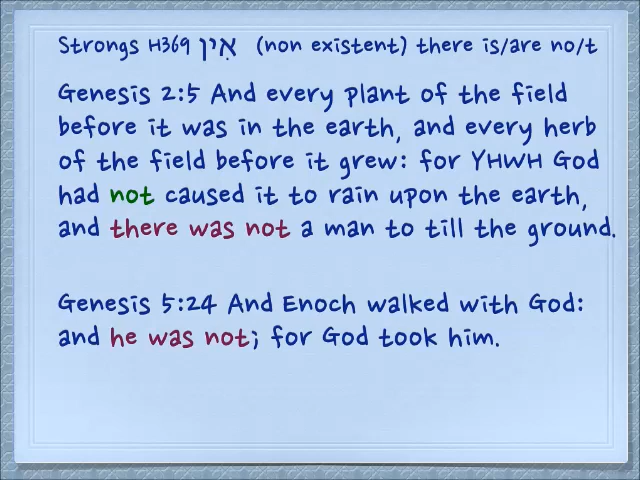 Strongs H369 אִין (non existent) there is/are no/t
Genesis 2:5 And every plant of the field
before it was in the earth, and every herb
of the field before it grew: for YHWH God
had not caused it to rain upon the earth,
and there was not a man to till the ground.
Genesis 5:24 And Enoch walked with God:
and he was not; for God took him.